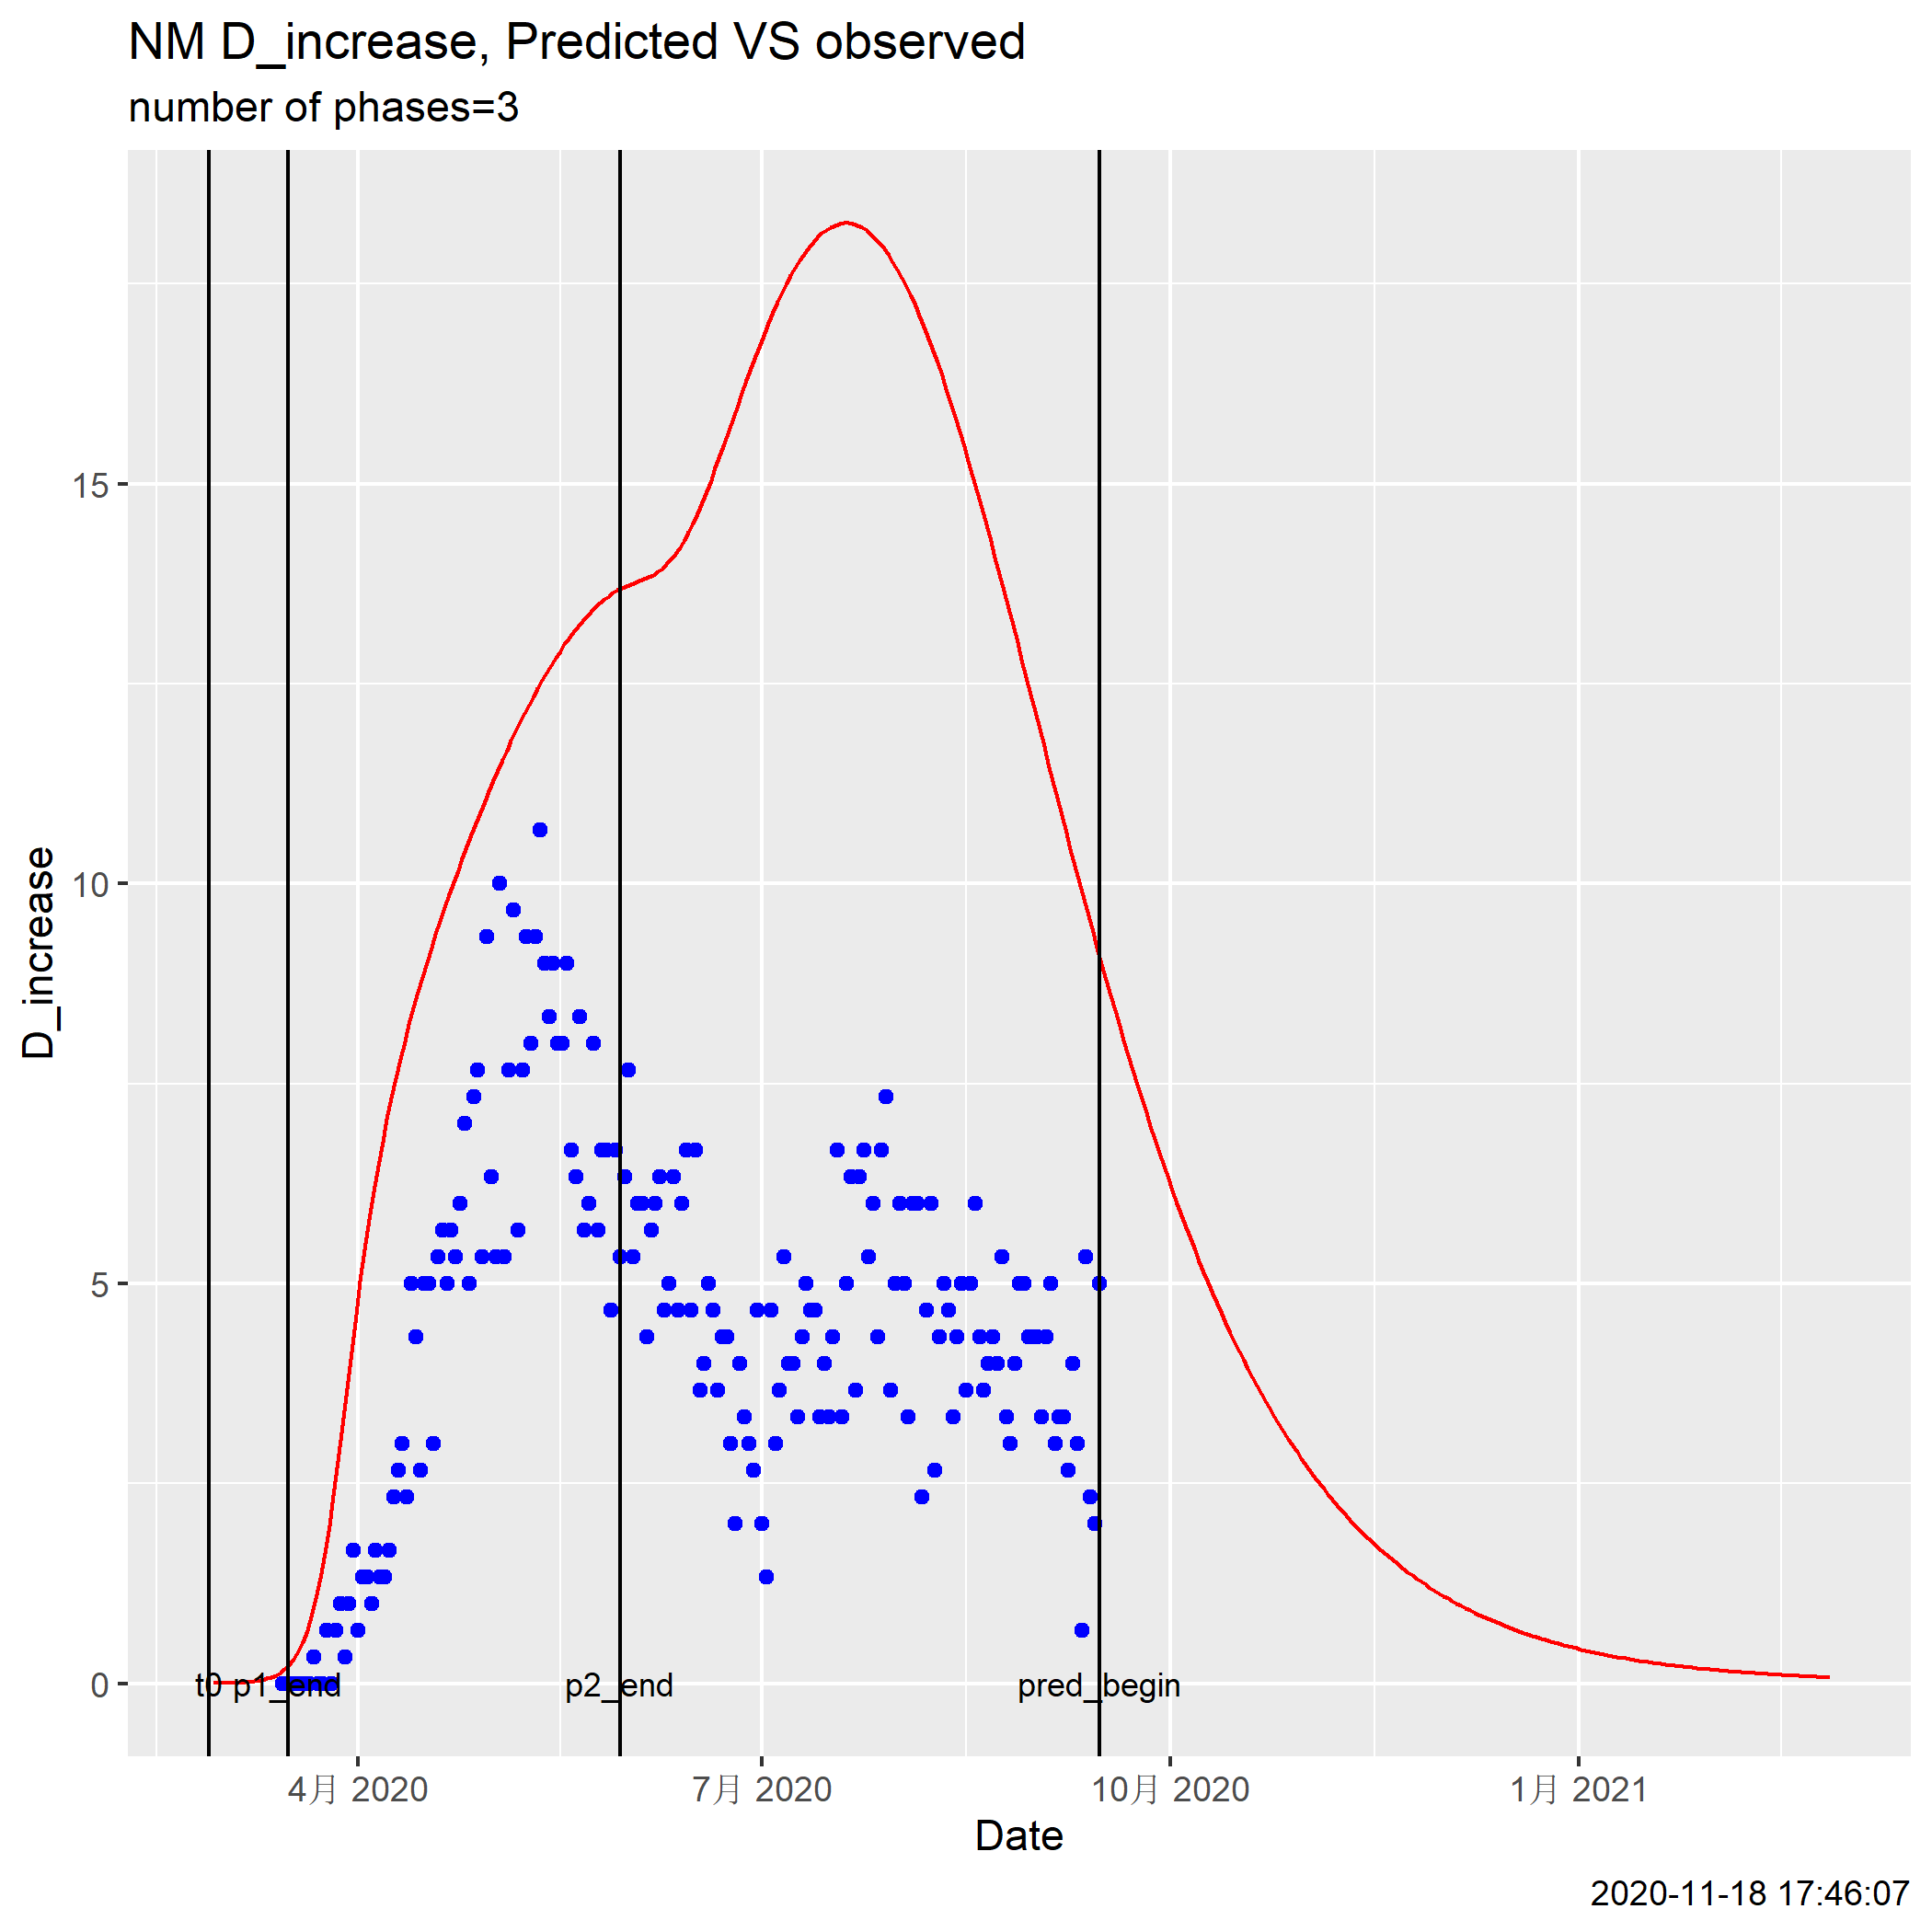 NM D_increase, Predicted VS observed
number of phases=3
D_increase
15
10
5
0
t0 p1_end p2_end pred_begin
4月 2020 7月 2020 10月 2020 1月 2021
Date
2020-11-18 17:46:07